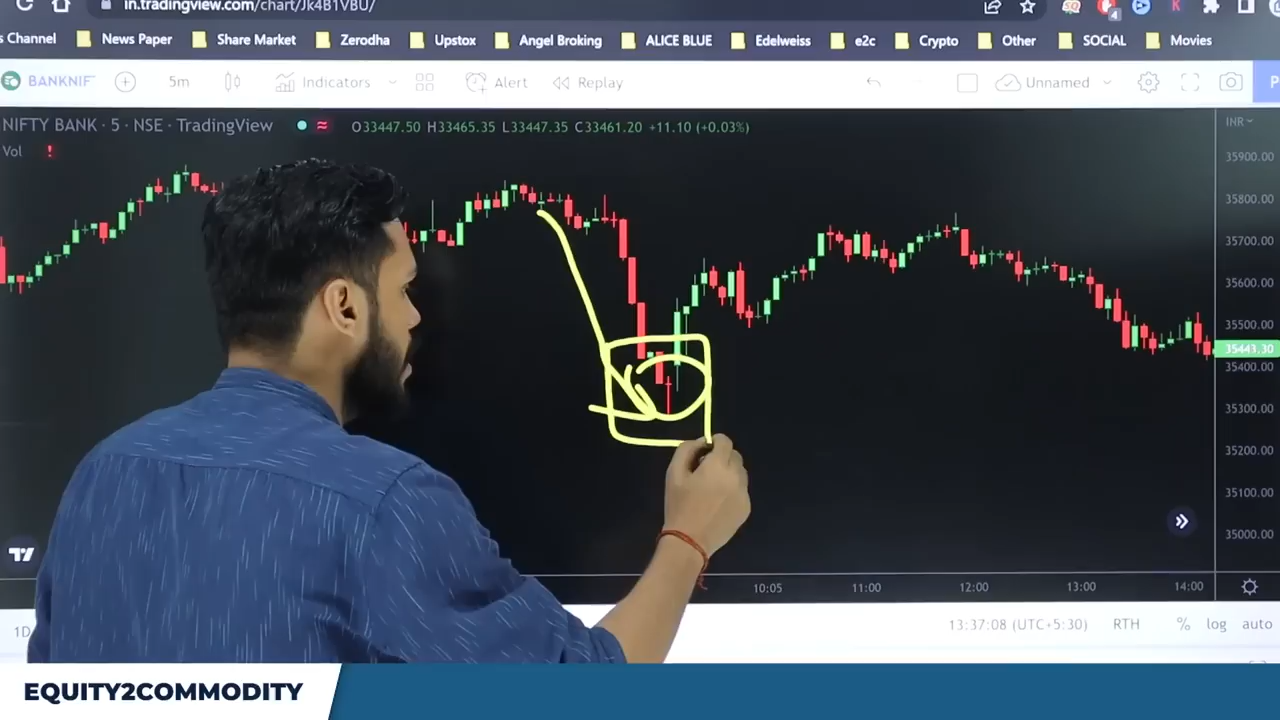 in.tradingview.com/chart/Jk4B1VBU/
4
s Channel News Paper Share Market Zerodha Upstox Angel Broking ALICE BLUE Edelweiss e2c Crypto Other SOCIAL Movies
BANKNIF 5m Indicators Alert Replay Unnamed P
NIFTY BANK · 5 · NSE · TradingView O33447.50 H33465.35 L33447.35 C33461.20 +11.10 (+0.03%)
INR
Vol
35900.00
35800.00
35700.00
35600.00
35500.00
35443.30
35400.00
35300.00
35200.00
35100.00
35000.00
10:05 11:00 12:00 13:00 14:00
1D 13:37:08 (UTC+5:30) RTH % log auto
EQUITY2COMMODITY